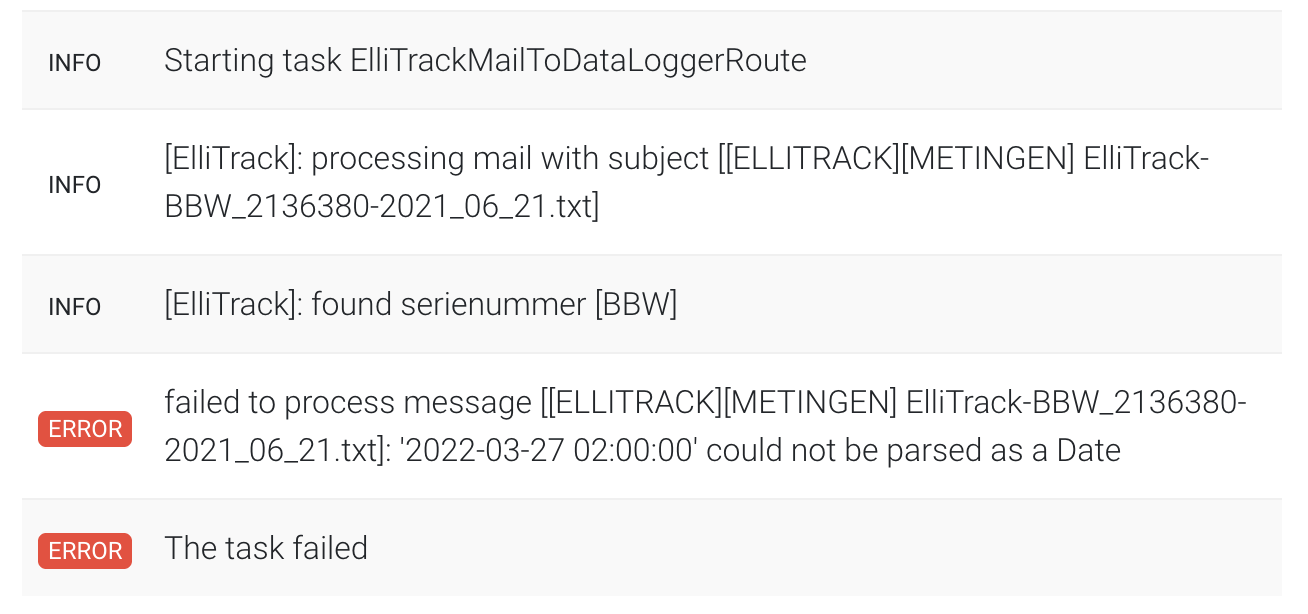 INFO Starting task ElliTrackMailToDataLoggerRoute
INFO [ElliTrack]: processing mail with subject [[ELLITRACK][METINGEN] ElliTrack-
BBW_2136380-2021_06_21.txt]
INFO [ElliTrack]: found serienummer [BBW]
ERROR failed to process message [[ELLITRACK][METINGEN] ElliTrack-BBW_2136380-
2021_06_21.txt]: '2022-03-27 02:00:00' could not be parsed as a Date
ERROR The task failed